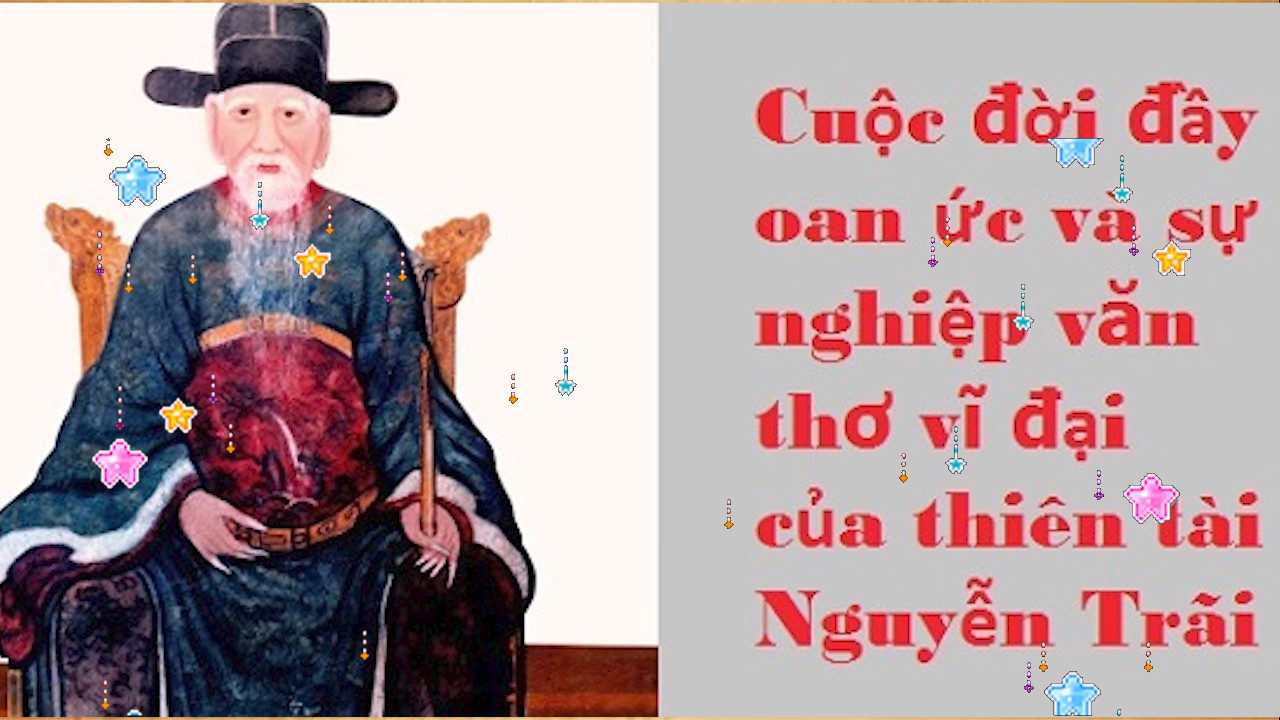 Cuộc đời đầy
oan ức và sự
nghiệp văn
thơ vĩ đại
của thiên tài
Nguyễn Trãi